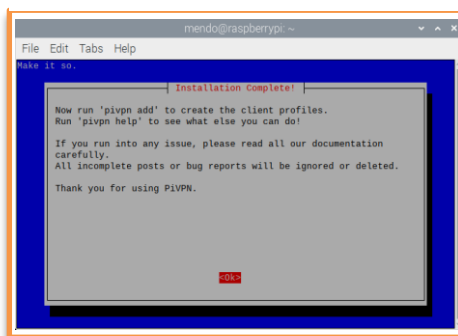 mendo@raspberrypi: ~
File Edit Tabs Help
Make it so.
Installation Complete!
Now run 'pivpn add' to create the client profiles.
Run 'pivpn help' to see what else you can do!
If you run into any issue, please read all our documentation
carefully.
All incomplete posts or bug reports will be ignored or deleted.
Thank you for using PiVPN.
<Ok>